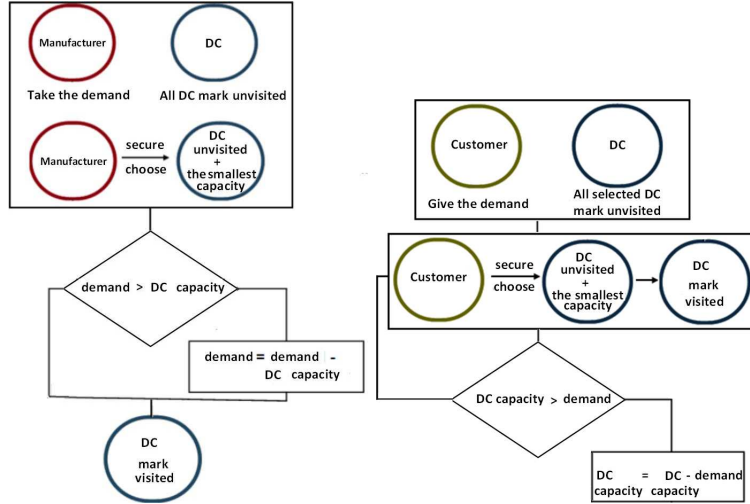 Manufacturer
DC
Take the demand
All DC mark unvisited
Manufacturer
secure
choose
DC
unvisited
+
the smallest
capacity
demand > DC capacity
demand = demand -
DC capacity
DC
mark
visited
Customer
DC
Give the demand
All selected DC
mark unvisited
Customer
secure
choose
DC
unvisited
+
the smallest
capacity
DC
mark
visited
DC capacity > demand
DC = DC - demand
capacity capacity